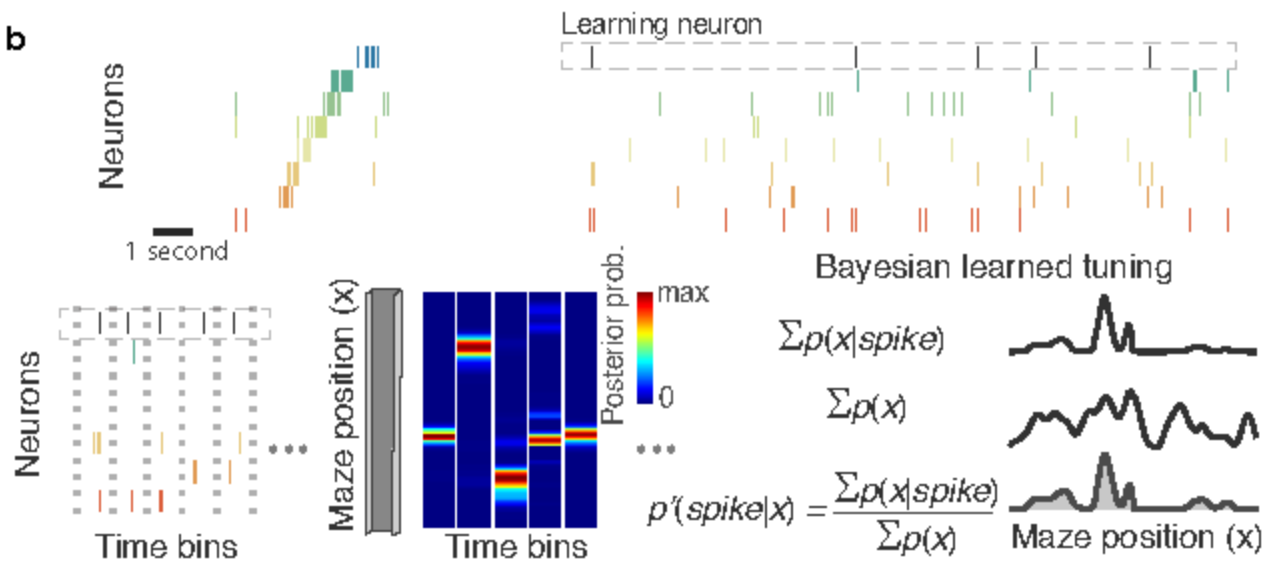 b
Learning neuron
Neurons
1 second
Bayesian learned tuning
Neurons
Time bins
Maze position (x)
Time bins
Posterior prob.
max
0
Σp(x|spike)
Σp(x)
p'(spike|x) = Σp(x|spike)
Σp(x)
Maze position (x)